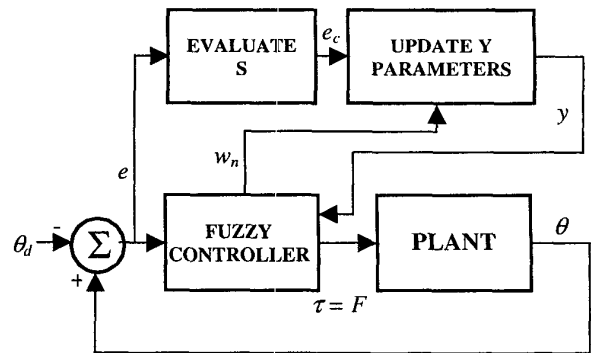 EVALUATE
S
e_c
UPDATE Y
PARAMETERS
e
w_n
y
θ_d
-
Σ
+
FUZZY
CONTROLLER
τ = F
PLANT
θ